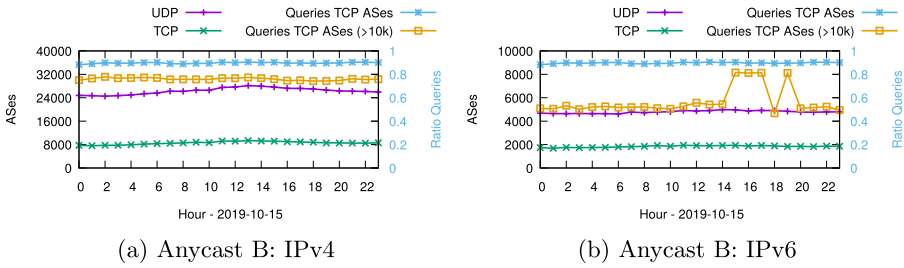 UDP
TCP
Queries TCP ASes
Queries TCP ASes (>10k)
40000
32000
24000
16000
8000
0
ASes
1
0.8
0.6
0.4
0.2
0
Ratio Queries
0 2 4 6 8 10 12 14 16 18 20 22
Hour - 2019-10-15
(a) Anycast B: IPv4
UDP
TCP
Queries TCP ASes
Queries TCP ASes (>10k)
10000
8000
6000
4000
2000
0
ASes
1
0.8
0.6
0.4
0.2
0
Ratio Queries
0 2 4 6 8 10 12 14 16 18 20 22
Hour - 2019-10-15
(b) Anycast B: IPv6